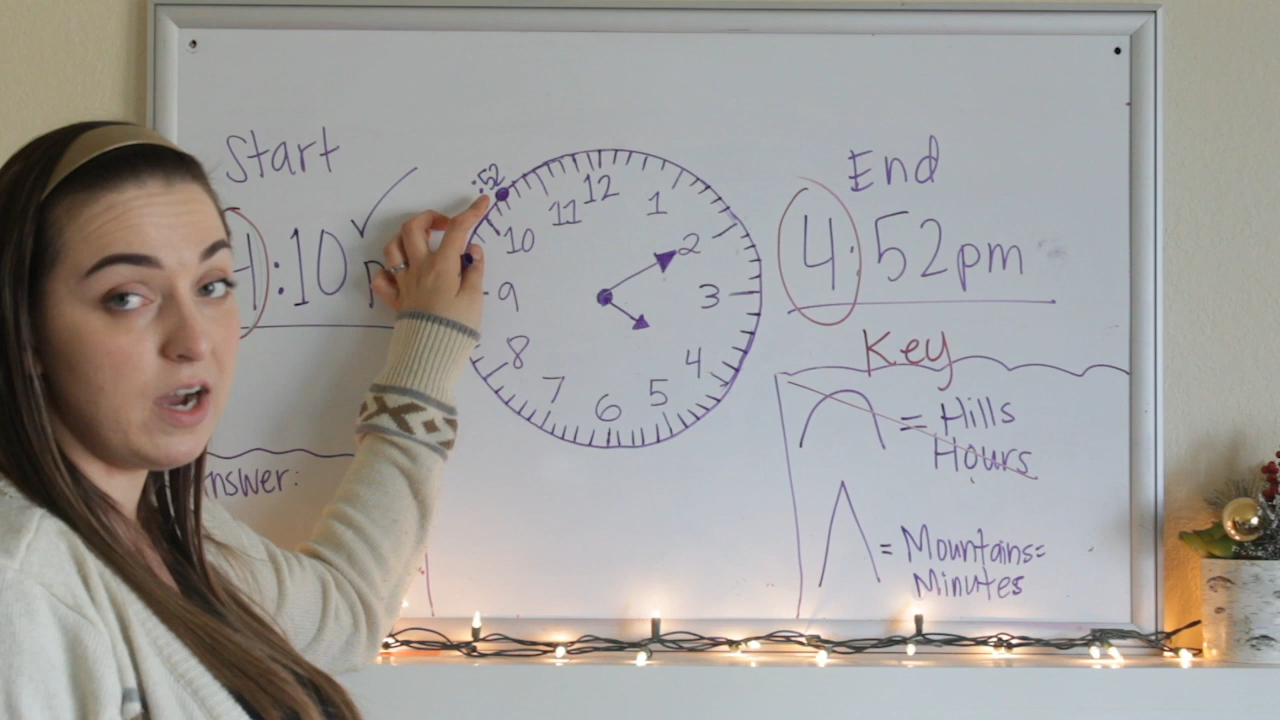 Start
4:10 p
:52
12
1
2
3
4
5
6
7
8
9
10
11
End
4:52pm
Key
= Hills
Hours
= Mountains=
Minutes
nswer: